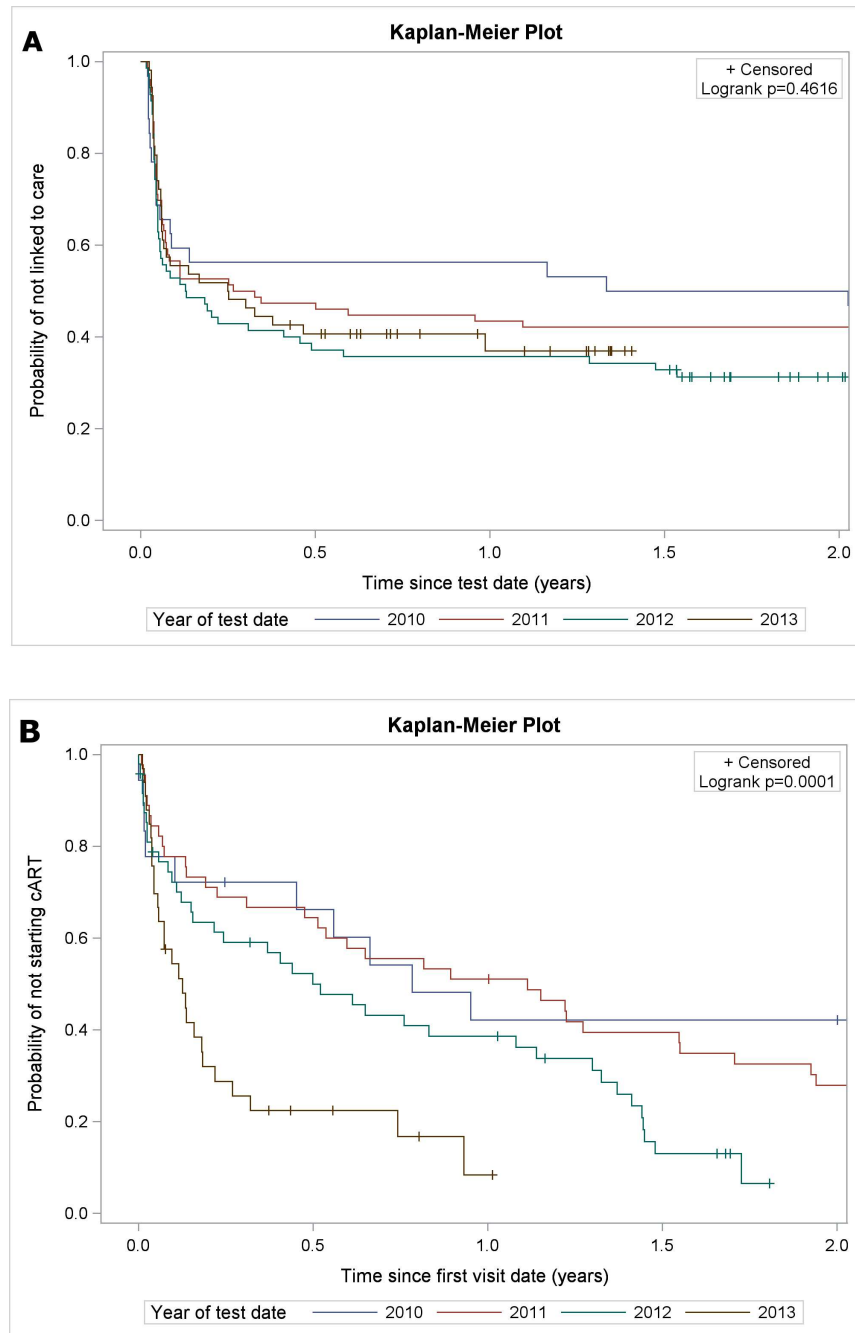 A
Kaplan-Meier Plot
+ Censored
Logrank p=0.4616
Probability of not linked to care
1.0
0.8
0.6
0.4
0.2
0.0
0.0 0.5 1.0 1.5 2.0
Time since test date (years)
Year of test date 2010 2011 2012 2013
B
Kaplan-Meier Plot
+ Censored
Logrank p=0.0001
Probability of not starting cART
1.0
0.8
0.6
0.4
0.2
0.0
0.0 0.5 1.0 1.5 2.0
Time since first visit date (years)
Year of test date 2010 2011 2012 2013